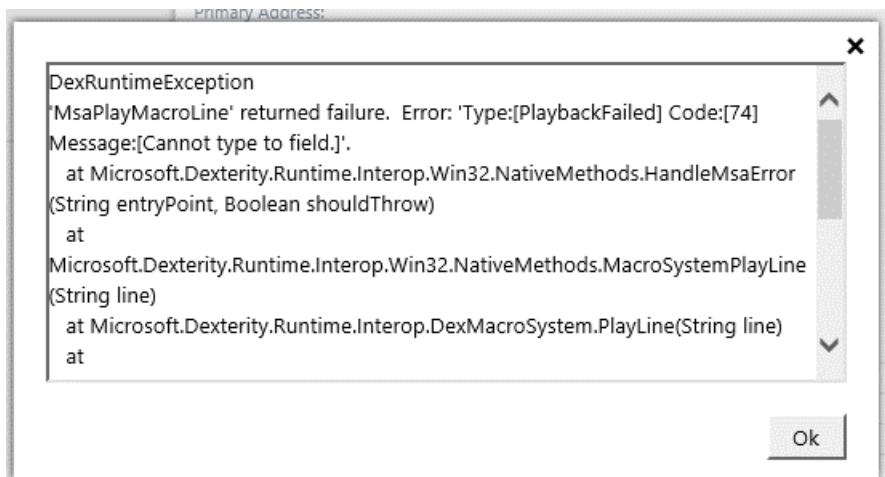 Primary Address:
×
DexRuntimeException
'MsaPlayMacroLine' returned failure.  Error: 'Type:[PlaybackFailed] Code:[74]
Message:[Cannot type to field.]'.
   at Microsoft.Dexterity.Runtime.Interop.Win32.NativeMethods.HandleMsaError
(String entryPoint, Boolean shouldThrow)
   at
Microsoft.Dexterity.Runtime.Interop.Win32.NativeMethods.MacroSystemPlayLine
(String line)
   at Microsoft.Dexterity.Runtime.Interop.DexMacroSystem.PlayLine(String line)
   at
Ok